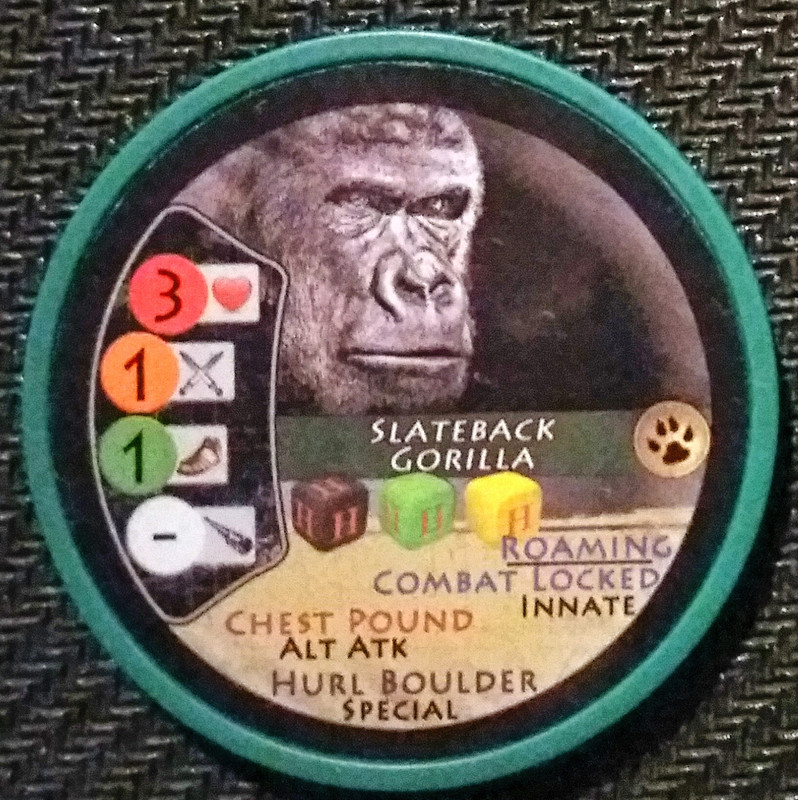 3
1
1
-
SLATEBACK
GORILLA
H H
H H
H
ROAMING
COMBAT LOCKED
INNATE
CHEST POUND
ALT ATK
HURL BOULDER
SPECIAL